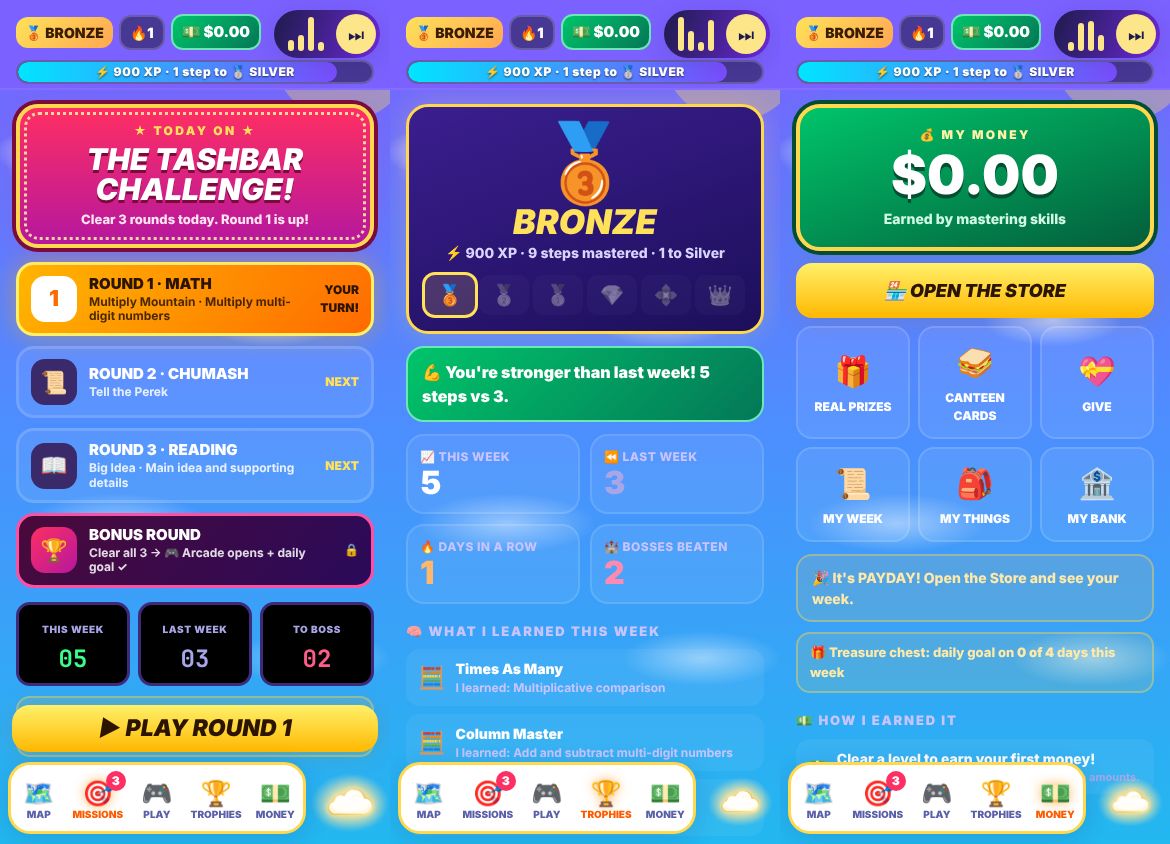 🥉 BRONZE
🔥1
💵 $0.00
⚡ 900 XP · 1 step to 🥈 SILVER
★ TODAY ON ★
THE TASHBAR
CHALLENGE!
Clear 3 rounds today. Round 1 is up!
1
ROUND 1 · MATH
Multiply Mountain · Multiply multi-
digit numbers
YOUR
TURN!
ROUND 2 · CHUMASH
Tell the Perek
NEXT
ROUND 3 · READING
Big Idea · Main idea and supporting
details
NEXT
BONUS ROUND
Clear all 3 → 🎮 Arcade opens + daily
goal ✓
THIS WEEK
05
LAST WEEK
03
TO BOSS
02
▶ PLAY ROUND 1
MAP
3
MISSIONS
PLAY
TROPHIES
MONEY
🥉 BRONZE
🔥1
💵 $0.00
⚡ 900 XP · 1 step to 🥈 SILVER
3
BRONZE
⚡ 900 XP · 9 steps mastered · 1 to Silver
💪 You're stronger than last week! 5
steps vs 3.
📈 THIS WEEK
5
⏪ LAST WEEK
3
🔥 DAYS IN A ROW
1
🏰 BOSSES BEATEN
2
🧠 WHAT I LEARNED THIS WEEK
Times As Many
I learned: Multiplicative comparison
Column Master
I learned: Add and subtract multi-digit numbers
MAP
3
MISSIONS
PLAY
TROPHIES
MONEY
🥉 BRONZE
🔥1
💵 $0.00
⚡ 900 XP · 1 step to 🥈 SILVER
💰 MY MONEY
$0.00
Earned by mastering skills
🏪 OPEN THE STORE
REAL PRIZES
CANTEEN
CARDS
GIVE
MY WEEK
MY THINGS
MY BANK
🎉 It's PAYDAY! Open the Store and see your
week.
🎁 Treasure chest: daily goal on 0 of 4 days this
week
💵 HOW I EARNED IT
Clear a level to earn your first money!
amounts.
MAP
3
MISSIONS
PLAY
TROPHIES
MONEY